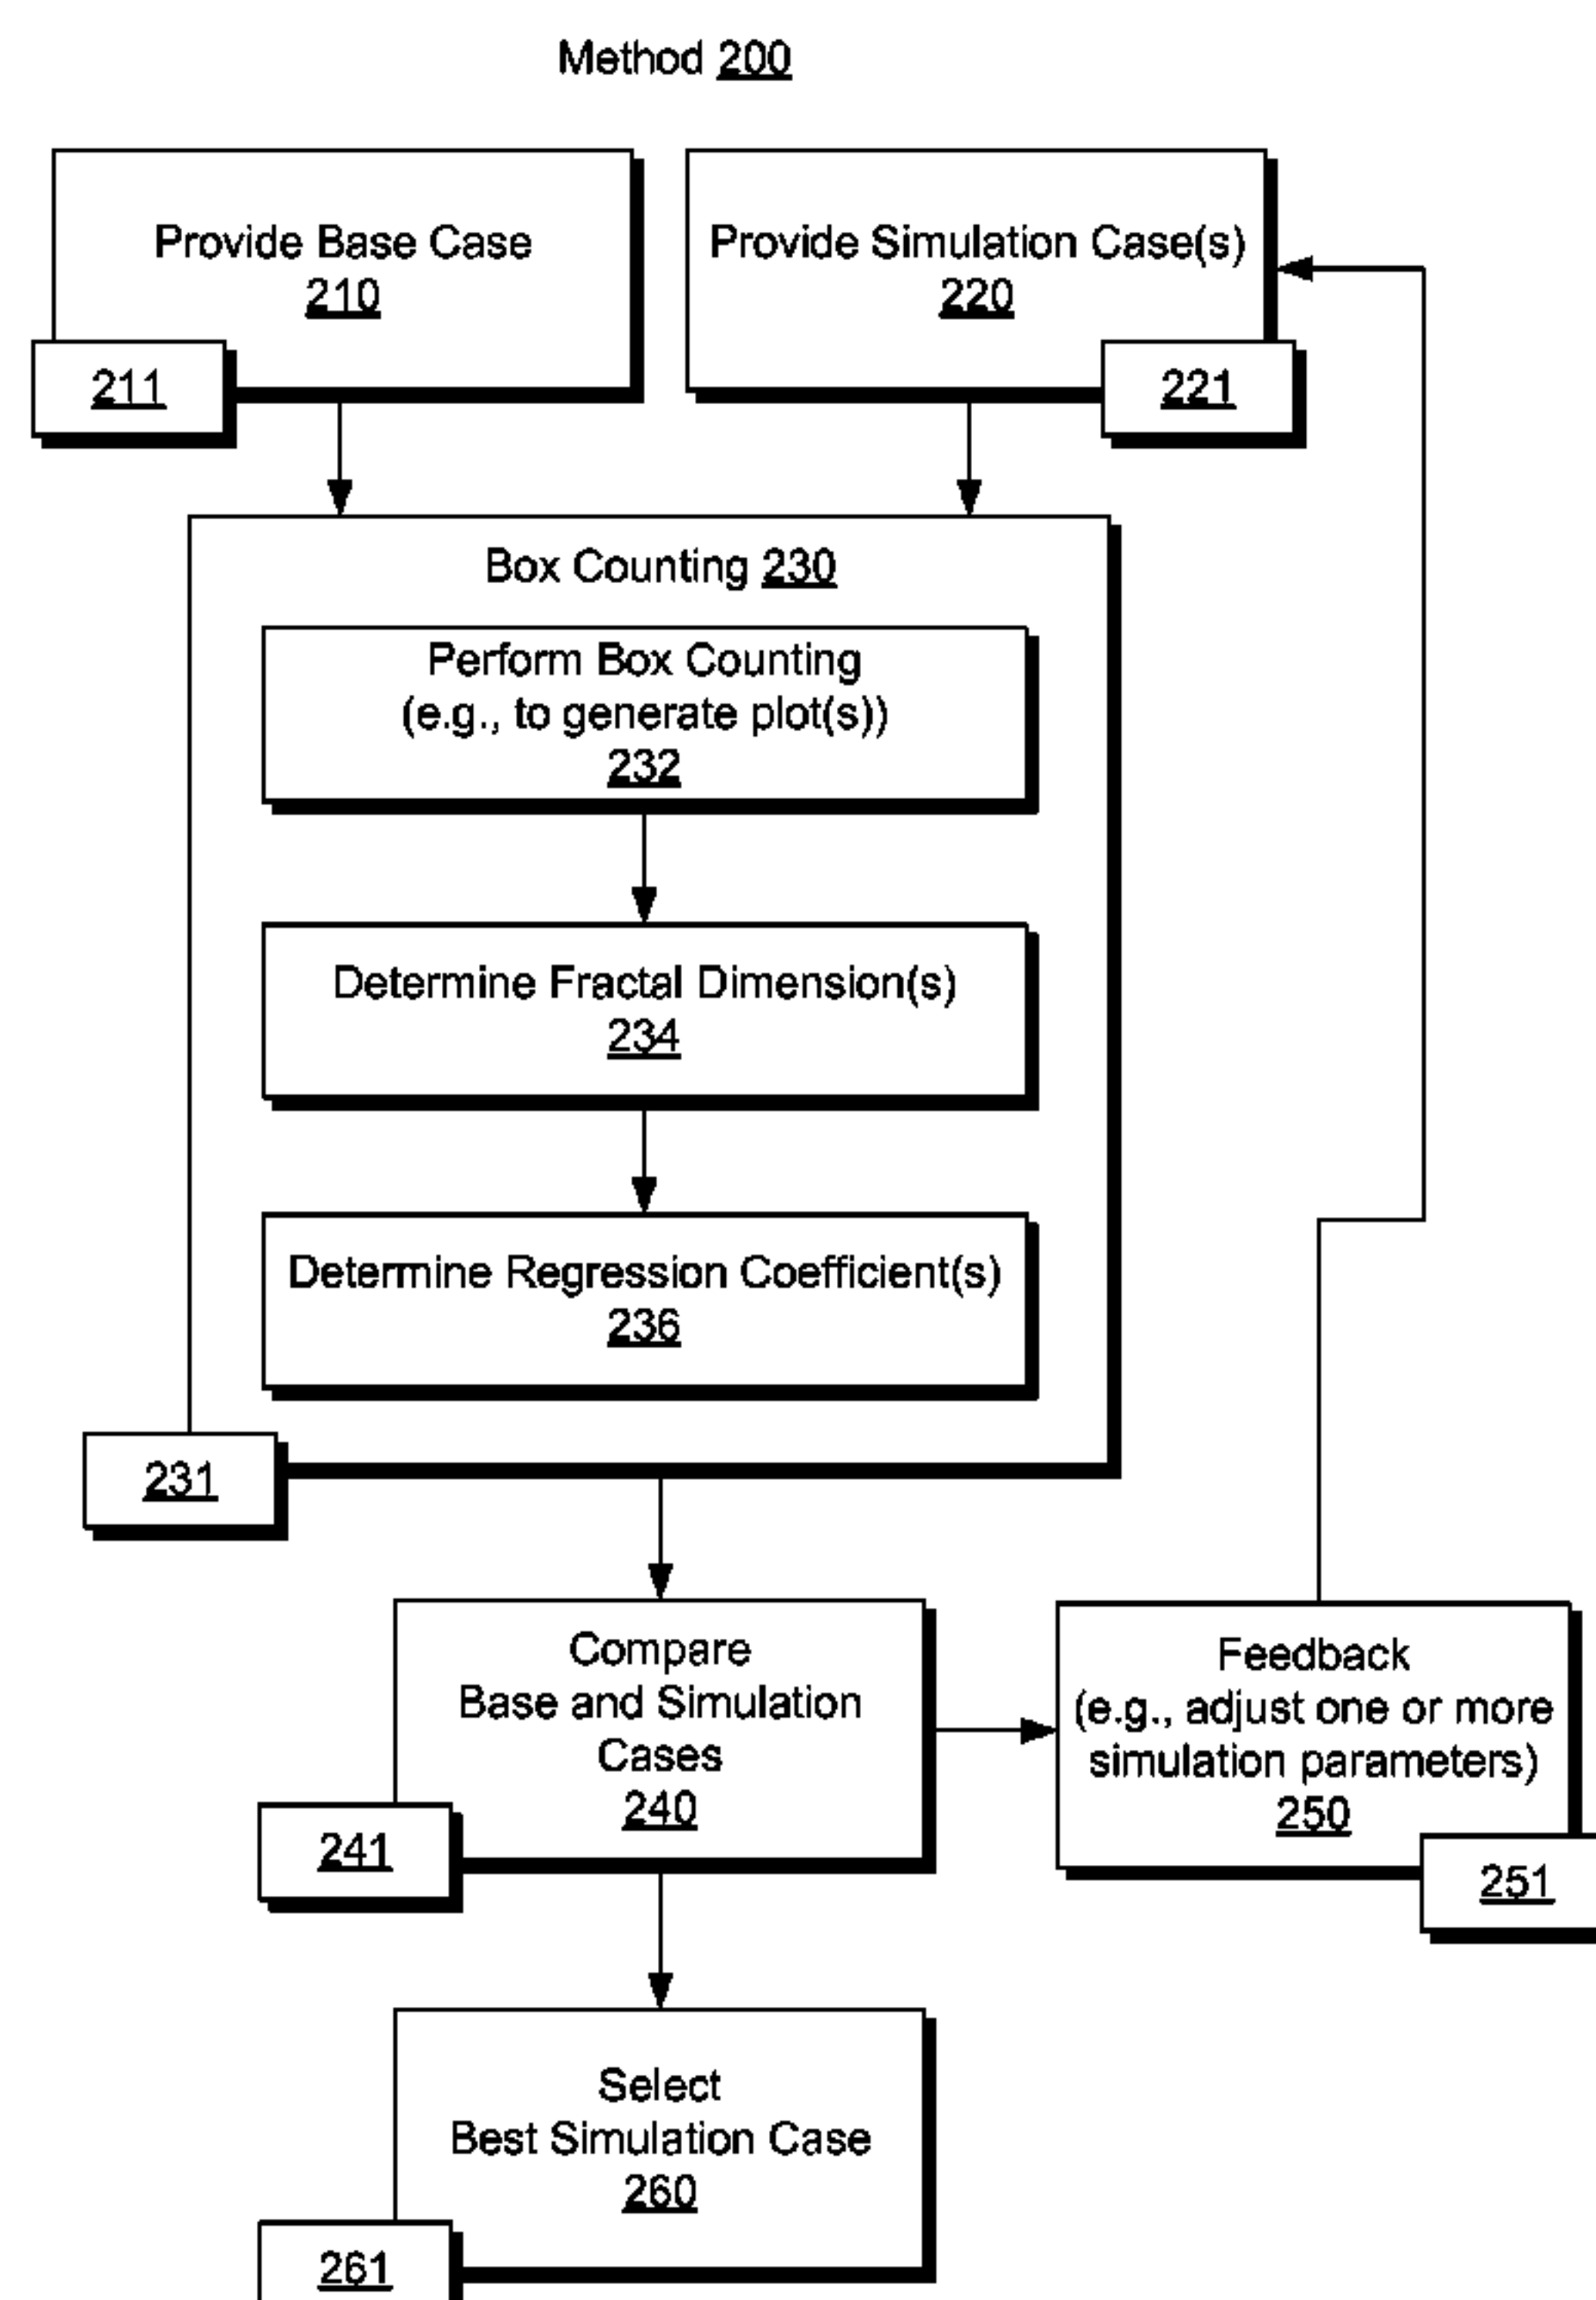 Method 200
Provide Base Case
210
211
Provide Simulation Case(s)
220
221
Box Counting 230
Perform Box Counting
(e.g., to generate plot(s))
232
Determine Fractal Dimension(s)
234
Determine Regression Coefficient(s)
236
231
Compare
Base and Simulation
Cases
240
241
Feedback
(e.g., adjust one or more
simulation parameters)
250
251
Select
Best Simulation Case
260
261